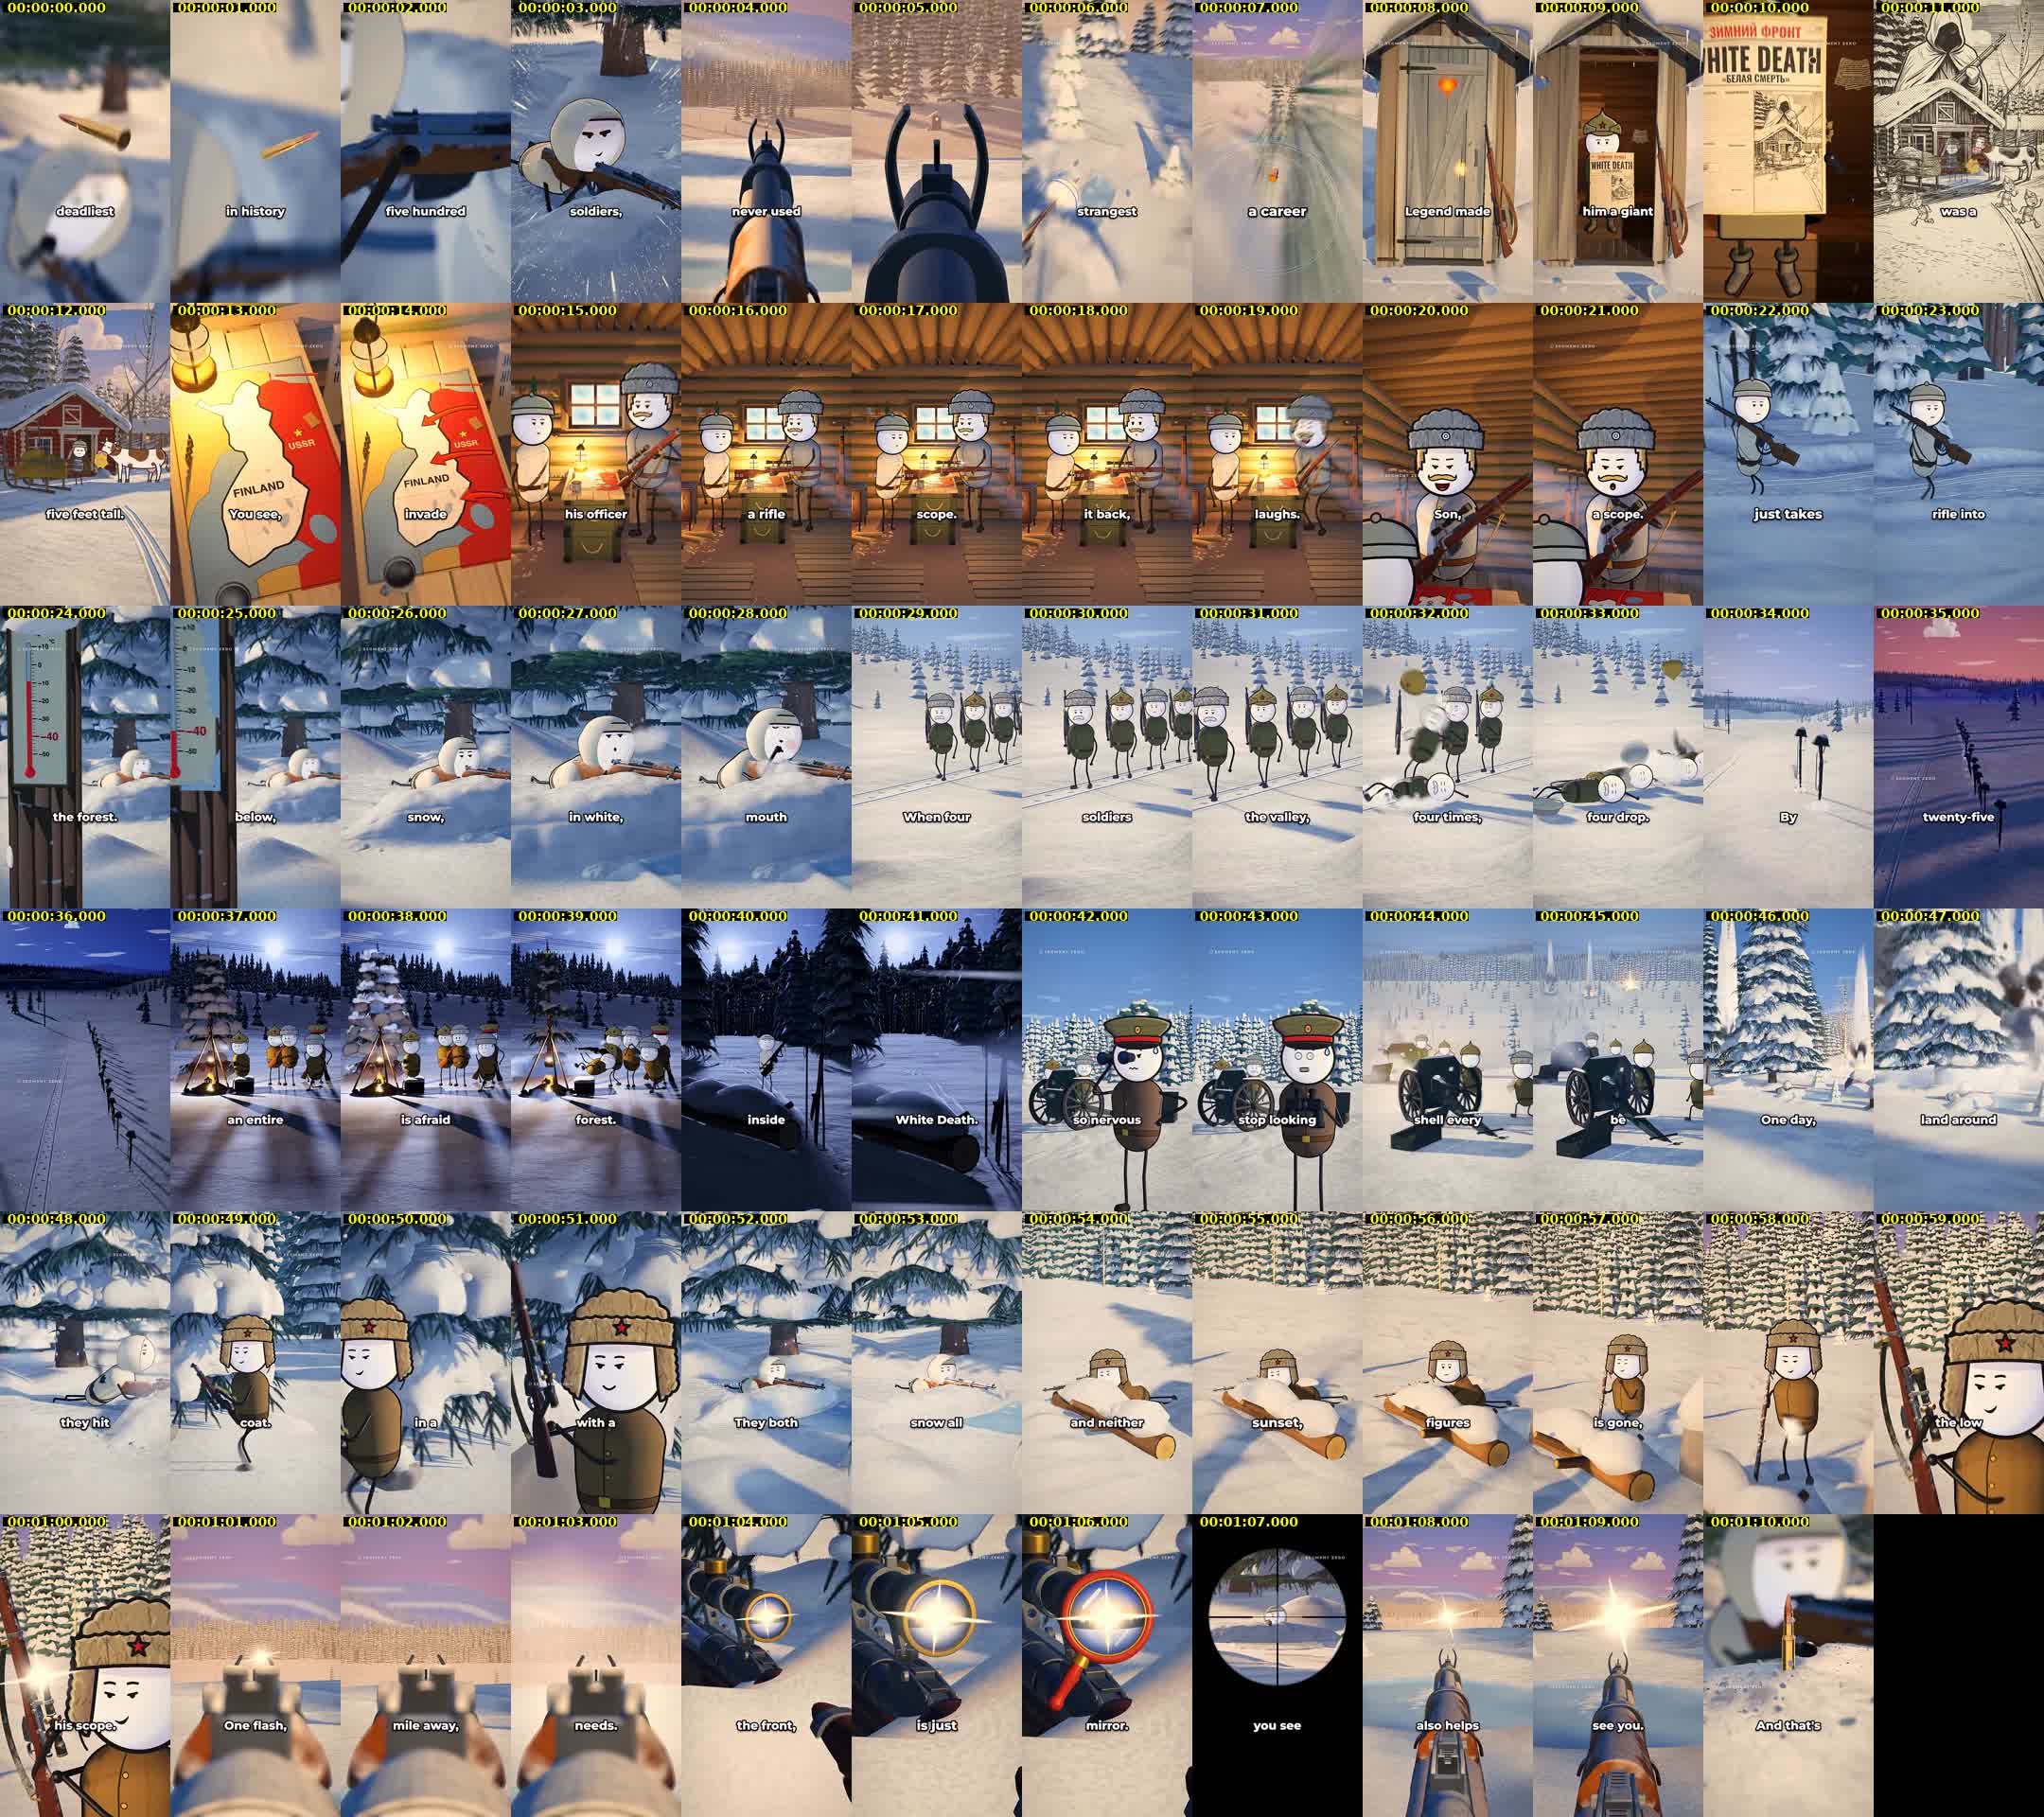 00:00:00.000
deadliest
00:00:01.000
in history
00:00:02.000
five hundred
00:00:03.000
soldiers,
00:00:04.000
never used
00:00:05.000
00:00:06.000
strangest
00:00:07.000
a career
00:00:08.000
Legend made
00:00:09.000
WHITE DEATH
him a giant
00:00:10.000
ЗИМНИЙ ФРОНТ
HITE DEATH
«БЕЛАЯ СМЕРТЬ»
00:00:11.000
was a
00:00:12.000
five feet tall.
00:00:13.000
USSR
FINLAND
You see,
00:00:14.000
USSR
FINLAND
invade
00:00:15.000
his officer
00:00:16.000
a rifle
00:00:17.000
scope.
00:00:18.000
it back,
00:00:19.000
laughs.
00:00:20.000
Son,
00:00:21.000
a scope.
00:00:22.000
© SEGMENT ZERO
just takes
00:00:23.000
rifle into
00:00:24.000
0
-10
-20
-30
-40
-50
the forest.
00:00:25.000
+10
0
-10
-20
-30
-40
-50
below,
00:00:26.000
snow,
00:00:27.000
in white,
00:00:28.000
mouth
00:00:29.000
When four
00:00:30.000
soldiers
00:00:31.000
the valley,
00:00:32.000
four times,
00:00:33.000
four drop.
00:00:34.000
By
00:00:35.000
twenty-five
00:00:36.000
00:00:37.000
an entire
00:00:38.000
is afraid
00:00:39.000
forest.
00:00:40.000
inside
00:00:41.000
White Death.
00:00:42.000
so nervous
00:00:43.000
stop looking
00:00:44.000
shell every
00:00:45.000
be
00:00:46.000
One day,
00:00:47.000
land around
00:00:48.000
they hit
00:00:49.000
coat.
00:00:50.000
in a
00:00:51.000
with a
00:00:52.000
They both
00:00:53.000
snow all
00:00:54.000
and neither
00:00:55.000
sunset,
00:00:56.000
figures
00:00:57.000
is gone,
00:00:58.000
00:00:59.000
the low
00:01:00.000
his scope.
00:01:01.000
One flash,
00:01:02.000
mile away,
00:01:03.000
needs.
00:01:04.000
the front,
00:01:05.000
is just
00:01:06.000
mirror.
00:01:07.000
you see
00:01:08.000
also helps
00:01:09.000
see you.
00:01:10.000
And that's